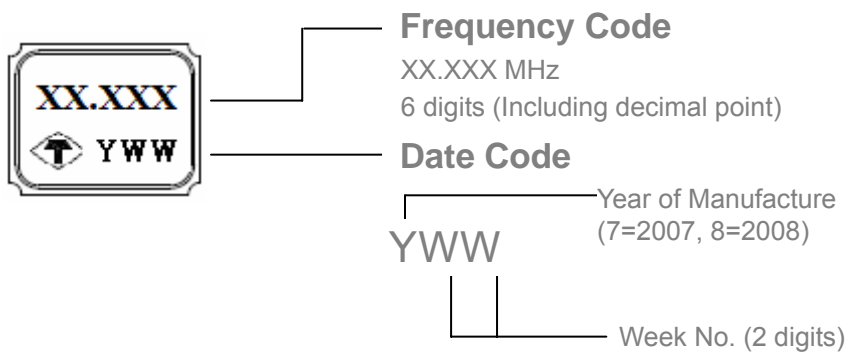 XX.XXX
T YWW
Frequency Code
XX.XXX MHz
6 digits (Including decimal point)
Date Code
Year of Manufacture
(7=2007, 8=2008)
YWW
Week No. (2 digits)